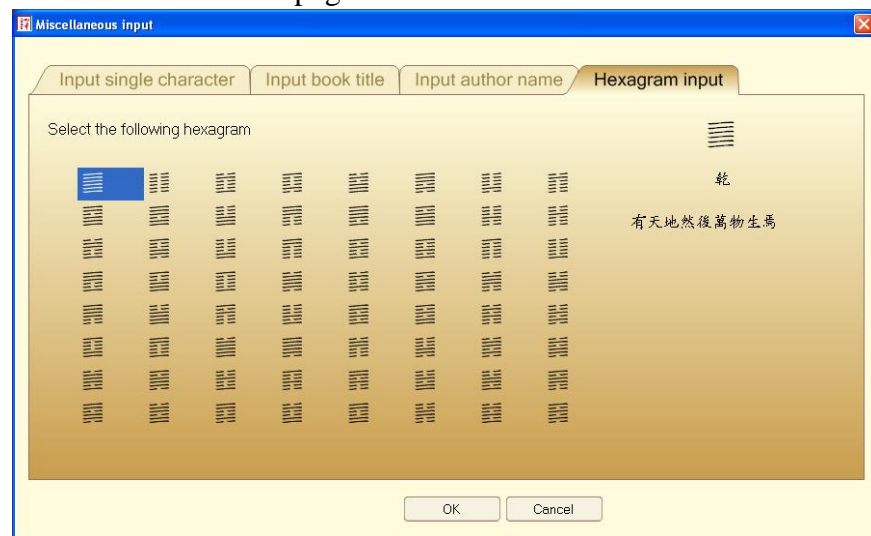 Miscellaneous input
Input single character
Input book title
Input author name
Hexagram input
Select the following hexagram
乾
有天地然後萬物生焉
OK
Cancel